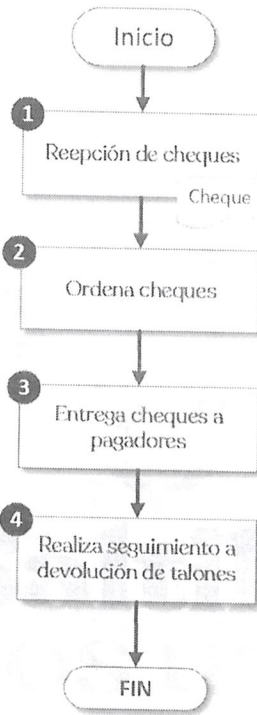 Inicio
1
Reepción de cheques
Cheque
2
Ordena cheques
3
Entrega cheques a
pagadores
4
Realiza seguimiento a
devolución de talones
FIN